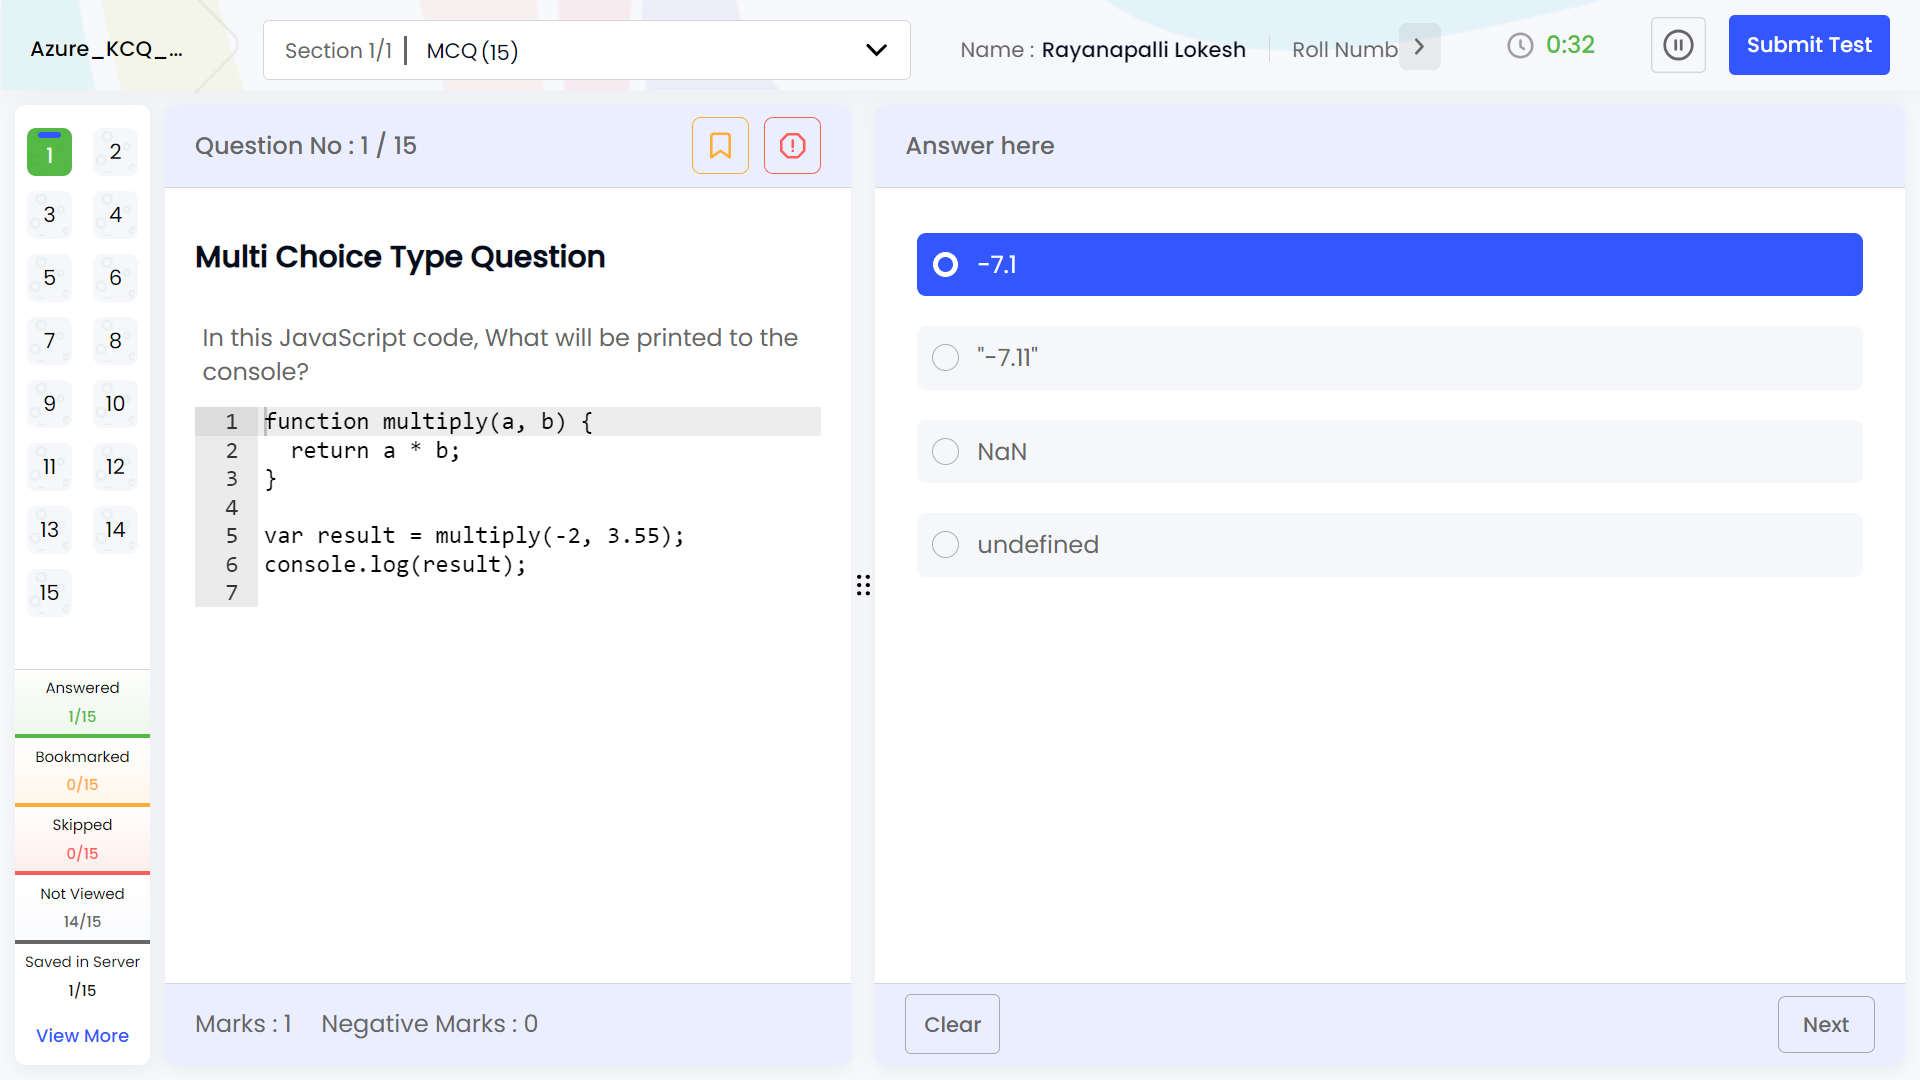 Azure_KCQ_...
Section 1/1 | MCQ (15)
Name : Rayanapalli Lokesh
Roll Numb
0:32
Submit Test
1
2
3
4
5
6
7
8
9
10
11
12
13
14
15
Answered
1/15
Bookmarked
0/15
Skipped
0/15
Not Viewed
14/15
Saved in Server
1/15
View More
Question No : 1 / 15
Multi Choice Type Question
In this JavaScript code, What will be printed to the
console?
1 function multiply(a, b) {
2   return a * b;
3 }
4
5 var result = multiply(-2, 3.55);
6 console.log(result);
7
Marks : 1 Negative Marks : 0
Answer here
-7.1
"-7.11"
NaN
undefined
Clear
Next